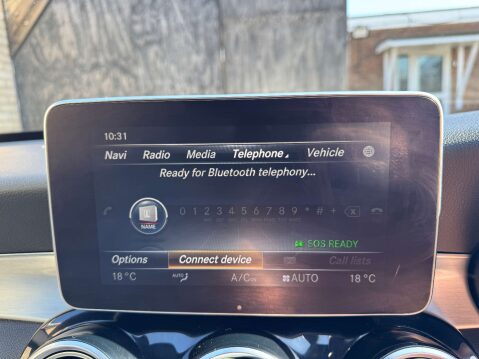 10:31
Navi Radio Media Telephone Vehicle
Ready for Bluetooth telephony...
0 1 2 3 4 5 6 7 8 9 * # +
NAME
SOS READY
Options Connect device Call lists
18 °C AUTO A/C AUTO 18 °C